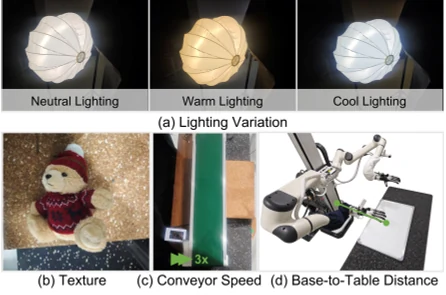 Neutral Lighting
Warm Lighting
Cool Lighting
(a) Lighting Variation
3x
(b) Texture
(c) Conveyor Speed
(d) Base-to-Table Distance